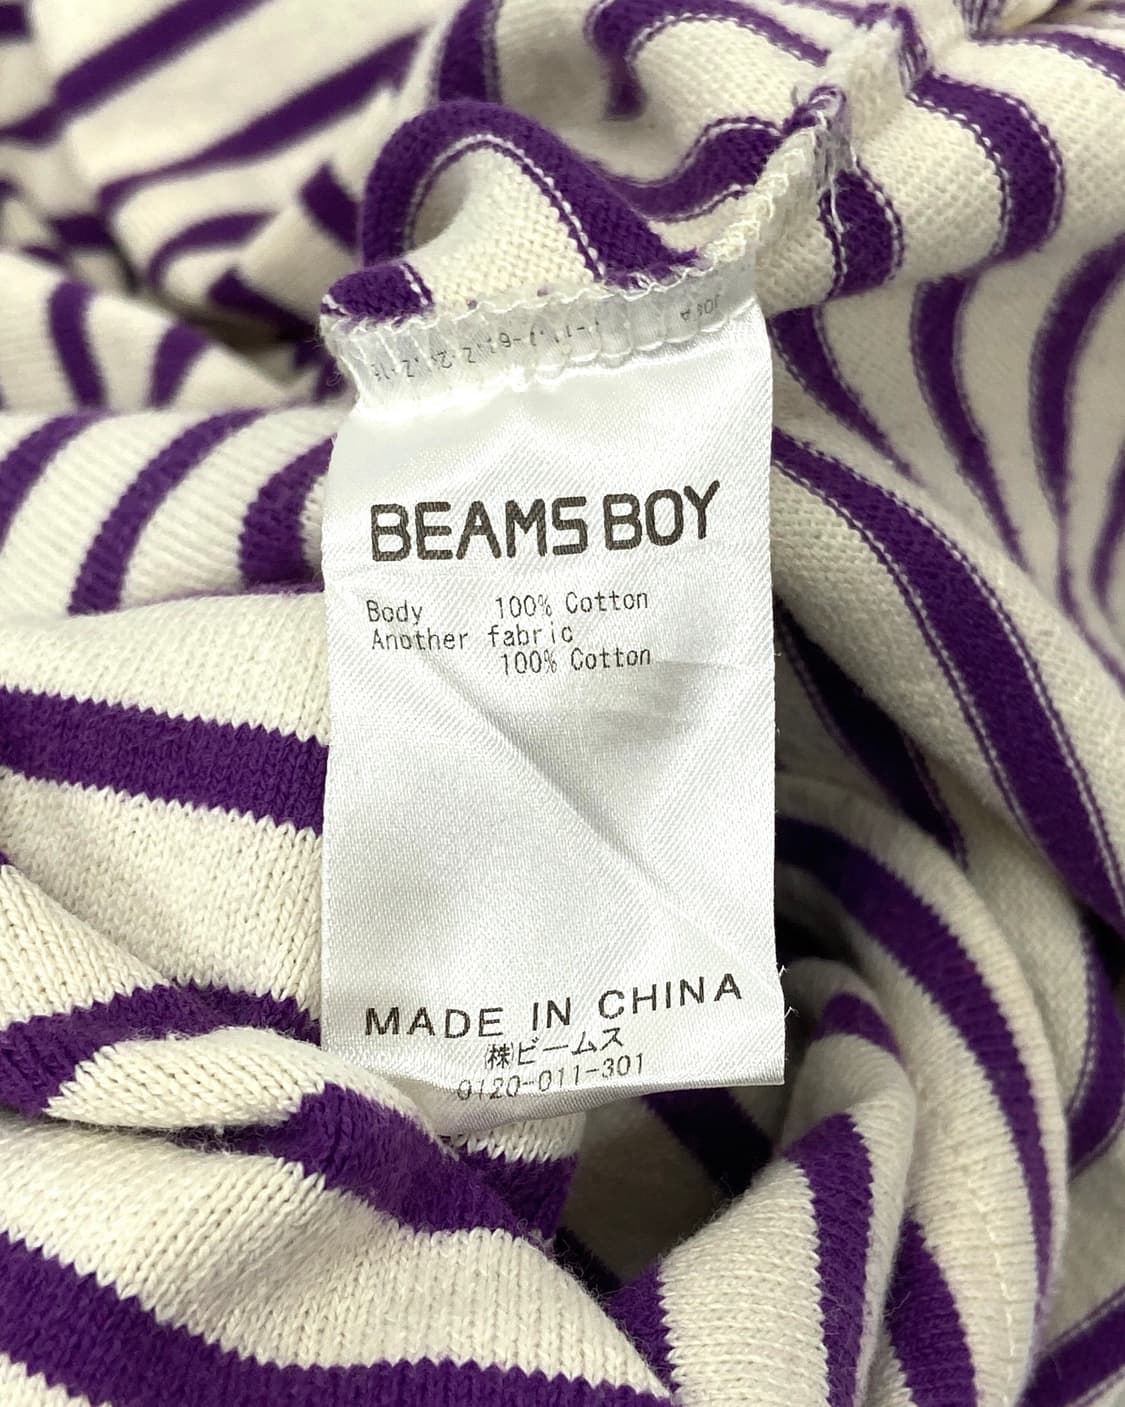 BEAMS BOY
Body 100% Cotton
Another fabric
100% Cotton
MADE IN CHINA
㈱ビームス
0120-011-301